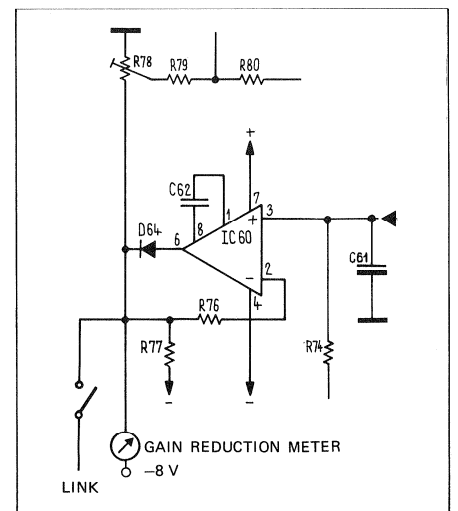 R78
R79
R80
+
C62
1
7
+
3
D64
6
8
IC60
C61
2
−
R76
4
R77
R74
−
−
GAIN REDUCTION METER
−8 V
LINK